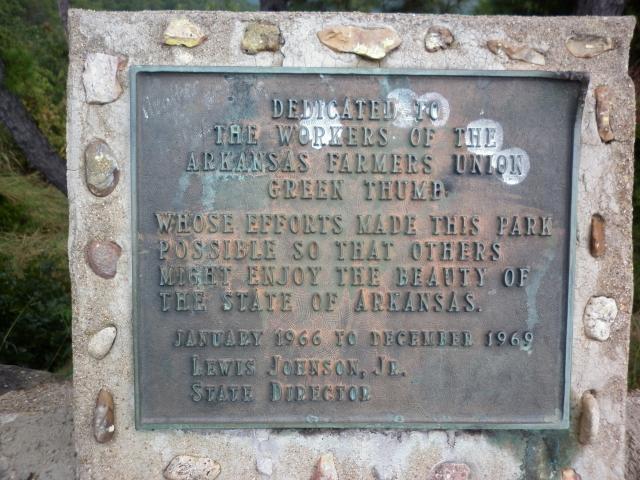 DEDICATED TO
THE WORKERS OF THE
ARKANSAS FARMERS UNION
GREEN THUMB
WHOSE EFFORTS MADE THIS PARK
POSSIBLE SO THAT OTHERS
MIGHT ENJOY THE BEAUTY OF
THE STATE OF ARKANSAS.
JANUARY 1966 TO DECEMBER 1969
LEWIS JOHNSON, JR.
STATE DIRECTOR